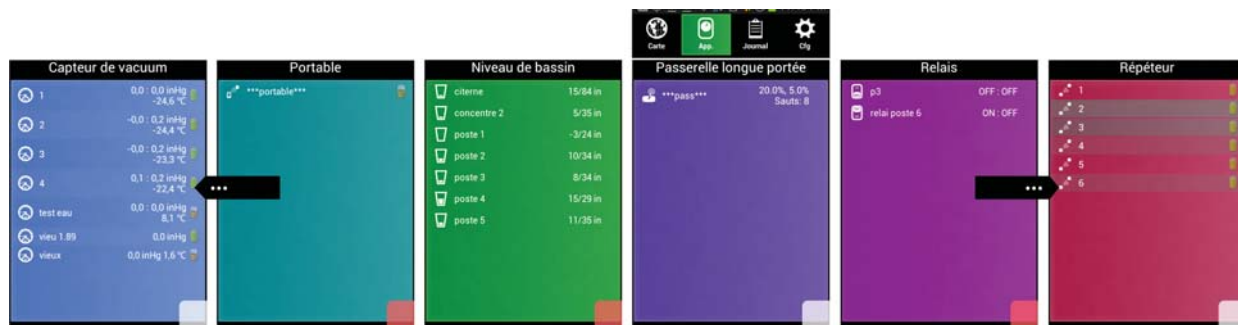 Carte App. Journal Cfg
Capteur de vacuum
1 0,0 : 0,0 inHg
-24,6 °C
2 -0,0 : 0,2 inHg
-24,4 °C
3 -0,0 : 0,2 inHg
-23,3 °C
4 0,1 : 0,2 inHg
-22,4 °C
test eau 0,0 : 0,0 inHg
8,1 °C
vieu 1.89 0,0 inHg
vieux 0,0 inHg 1,6 °C
Portable
***portable***
Niveau de bassin
citerne 15/84 in
concentre 2 5/35 in
poste 1 -3/24 in
poste 2 10/34 in
poste 3 8/34 in
poste 4 15/29 in
poste 5 11/35 in
Passerelle longue portée
***pass*** 20.0%, 5.0%
Sauts: 8
Relais
p3 OFF : OFF
relai poste 6 ON : OFF
Répéteur
1
2
3
4
5
6